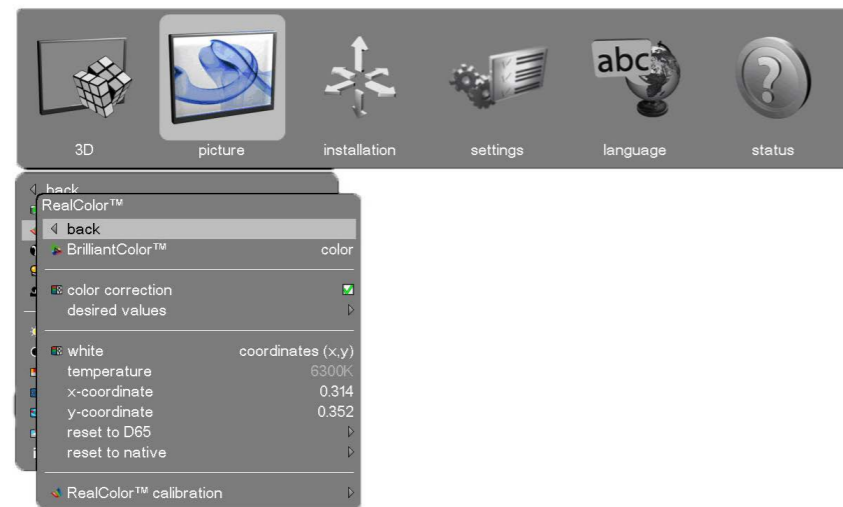 abc
3D
picture
installation
settings
language
status
back
RealColor™
back
BrilliantColor™ color
color correction
desired values
white coordinates (x,y)
temperature 6300K
x-coordinate 0.314
y-coordinate 0.352
reset to D65
reset to native
RealColor™ calibration